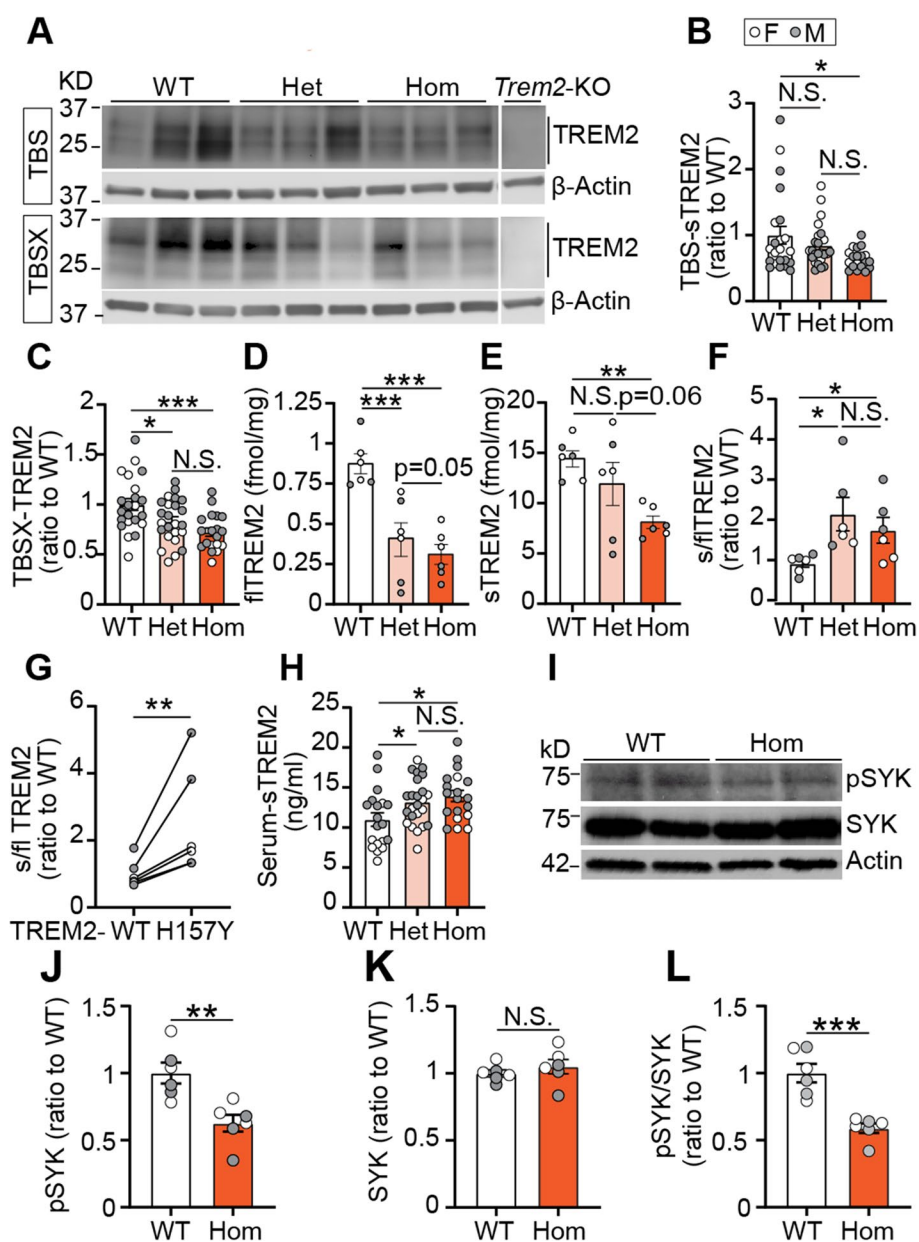 A
KD
WT Het Hom Trem2-KO
TBS
37
25
TREM2
37
β-Actin
TBSX
37
25
TREM2
37
β-Actin
B
F M
TBS-sTREM2
(ratio to WT)
3
2
1
0
*
N.S.
N.S.
WT Het Hom
C
TBSX-TREM2
(ratio to WT)
2
1.5
1
0.5
0
***
*
N.S.
WT Het Hom
D
flTREM2 (fmol/mg)
1.25
1
0.75
0.5
0.25
0
***
***
p=0.05
WT Het Hom
E
sTREM2 (fmol/mg)
20
15
10
5
0
**
N.S. p=0.06
WT Het Hom
F
s/flTREM2
(ratio to WT)
5
4
3
2
1
0
*
* N.S.
WT Het Hom
G
s/fl TREM2
(ratio to WT)
6
4
2
0
**
TREM2- WT H157Y
H
Serum-sTREM2
(ng/ml)
25
20
15
10
5
0
*
N.S.
*
WT Het Hom
I
kD
WT Hom
75
pSYK
75
SYK
42
Actin
J
pSYK (ratio to WT)
1.5
1
0.5
0
**
WT Hom
K
SYK (ratio to WT)
1.5
1
0.5
0
N.S.
WT Hom
L
pSYK/SYK
(ratio to WT)
1.5
1
0.5
0
***
WT Hom